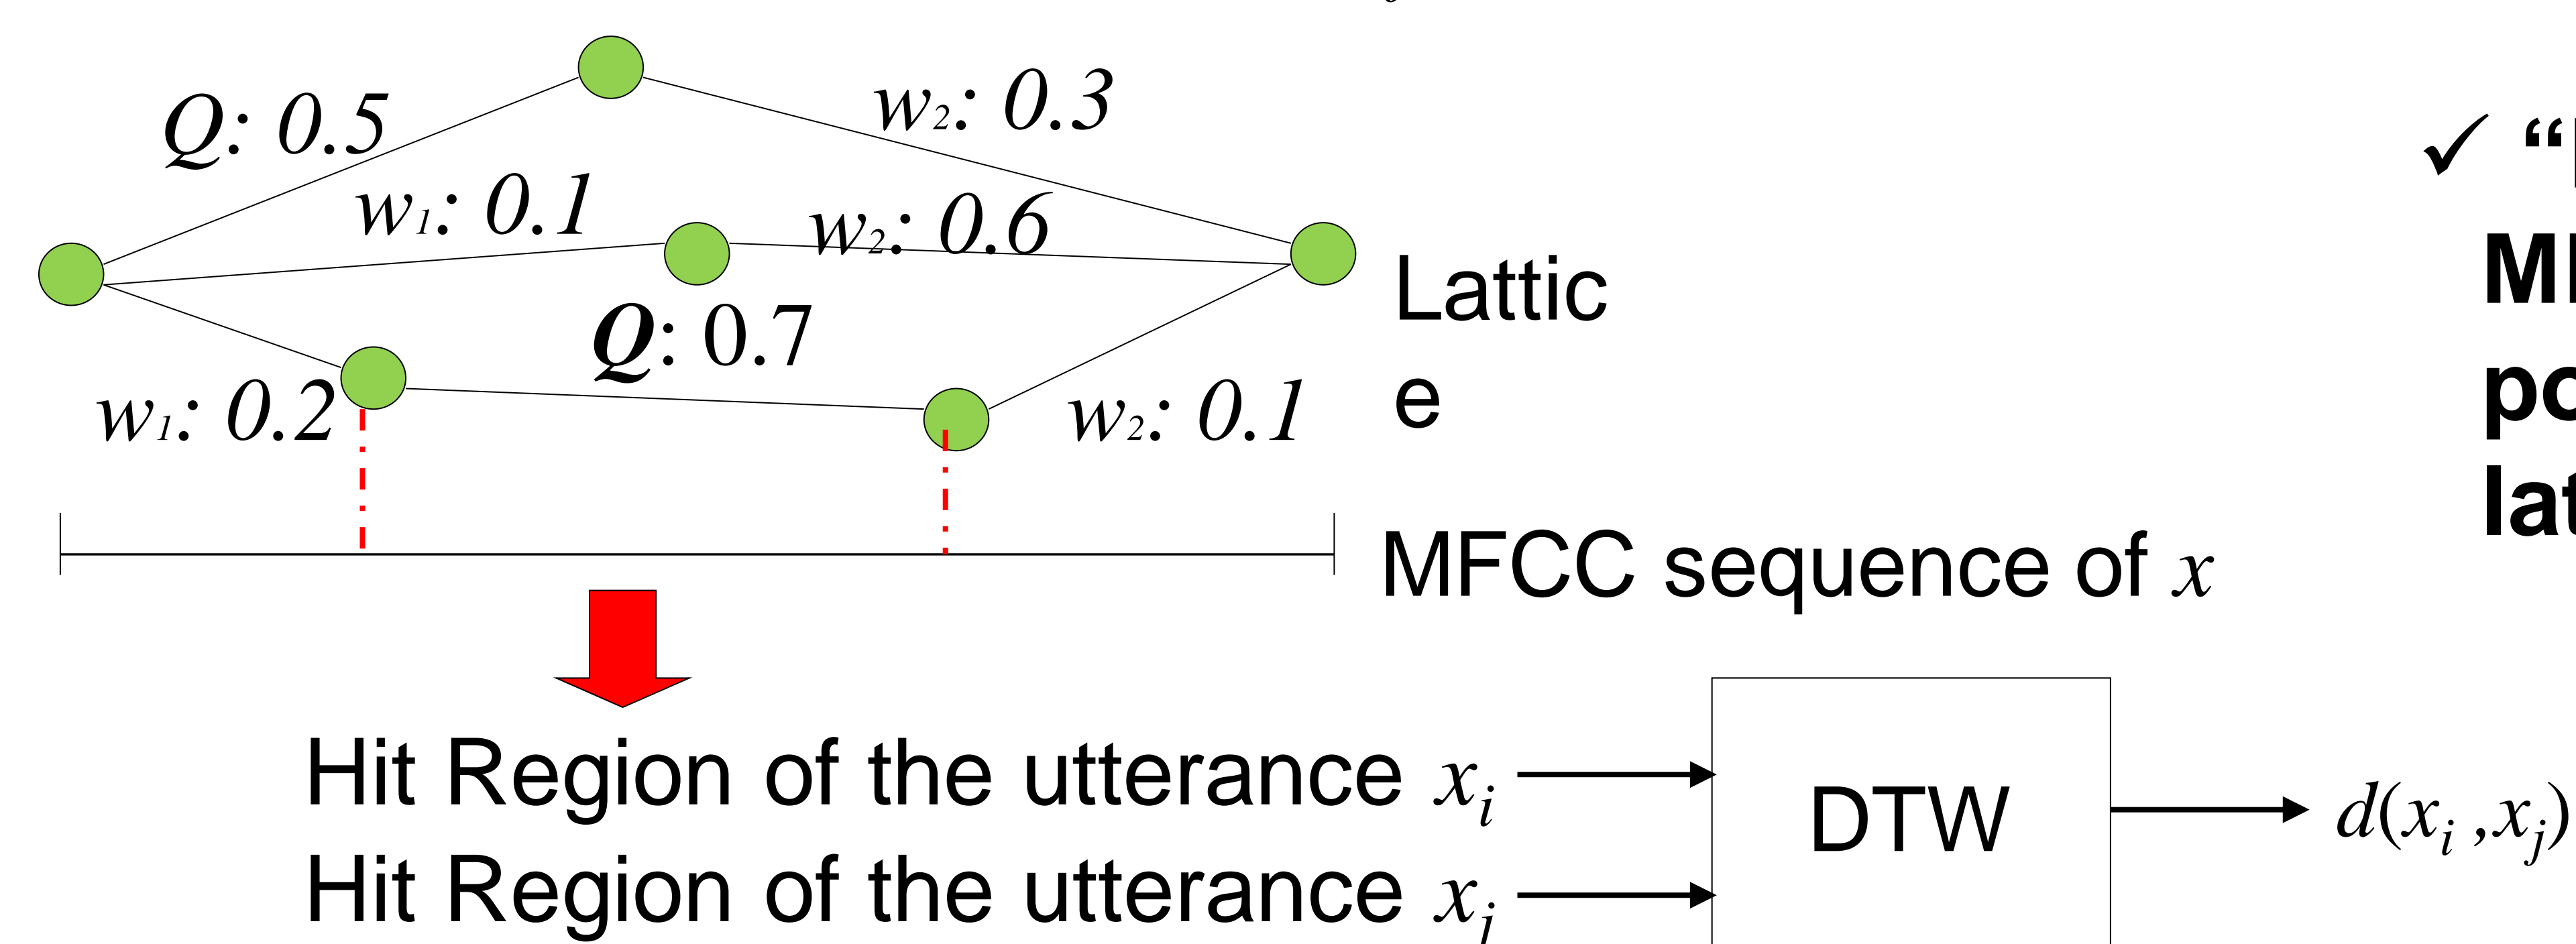 Q: 0.5
w₂: 0.3
w₁: 0.1
w₂: 0.6
Q: 0.7
w₁: 0.2
w₂: 0.1
Lattic
e
MFCC sequence of x
Hit Region of the utterance xᵢ
Hit Region of the utterance xⱼ
DTW
d(xᵢ ,xⱼ)
✓ “